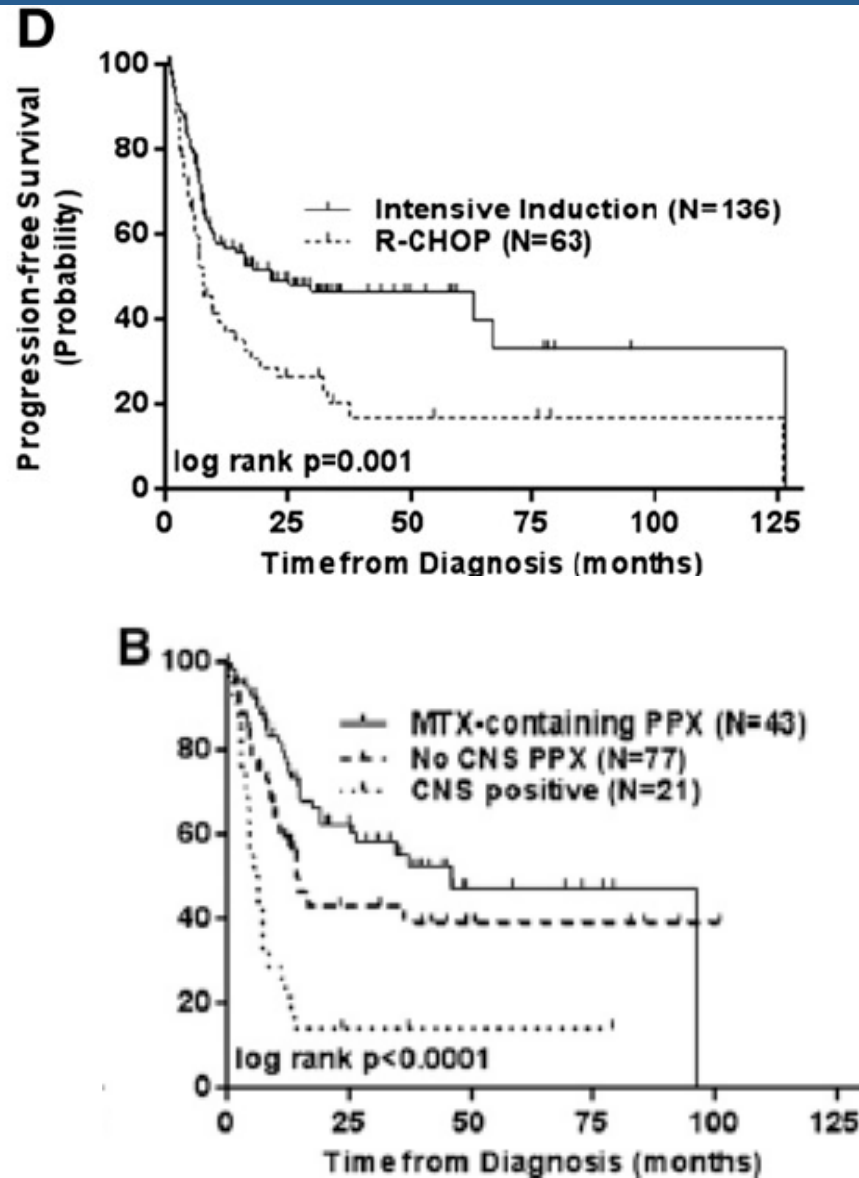 D
Progression-free Survival
(Probability)
100
80
60
40
20
0
Intensive Induction (N=136)
R-CHOP (N=63)
log rank p=0.001
0 25 50 75 100 125
Time from Diagnosis (months)
B
100
80
60
40
20
0
MTX-containing PPX (N=43)
No CNS PPX (N=77)
CNS positive (N=21)
log rank p<0.0001
0 25 50 75 100 125
Time from Diagnosis (months)